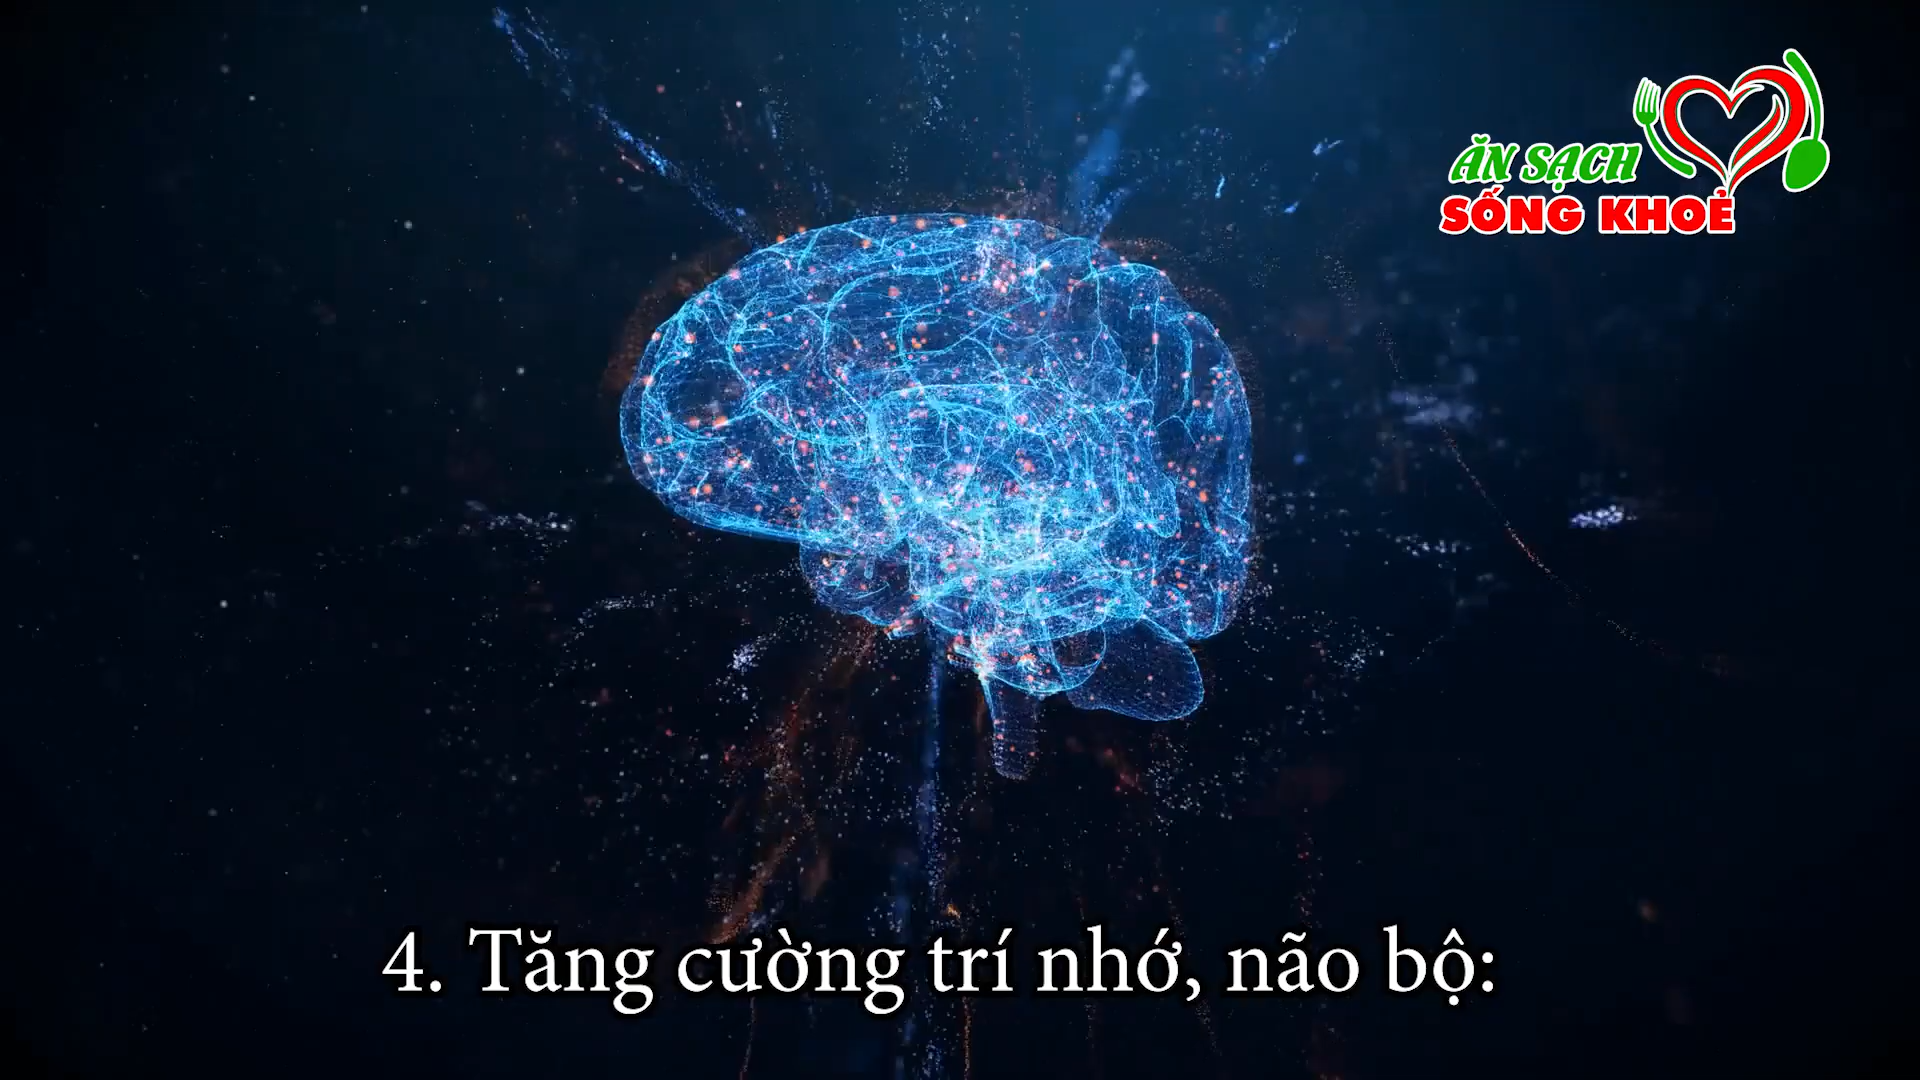 ĂN SẠCH
SỐNG KHOẺ
4. Tăng cường trí nhớ, não bộ: